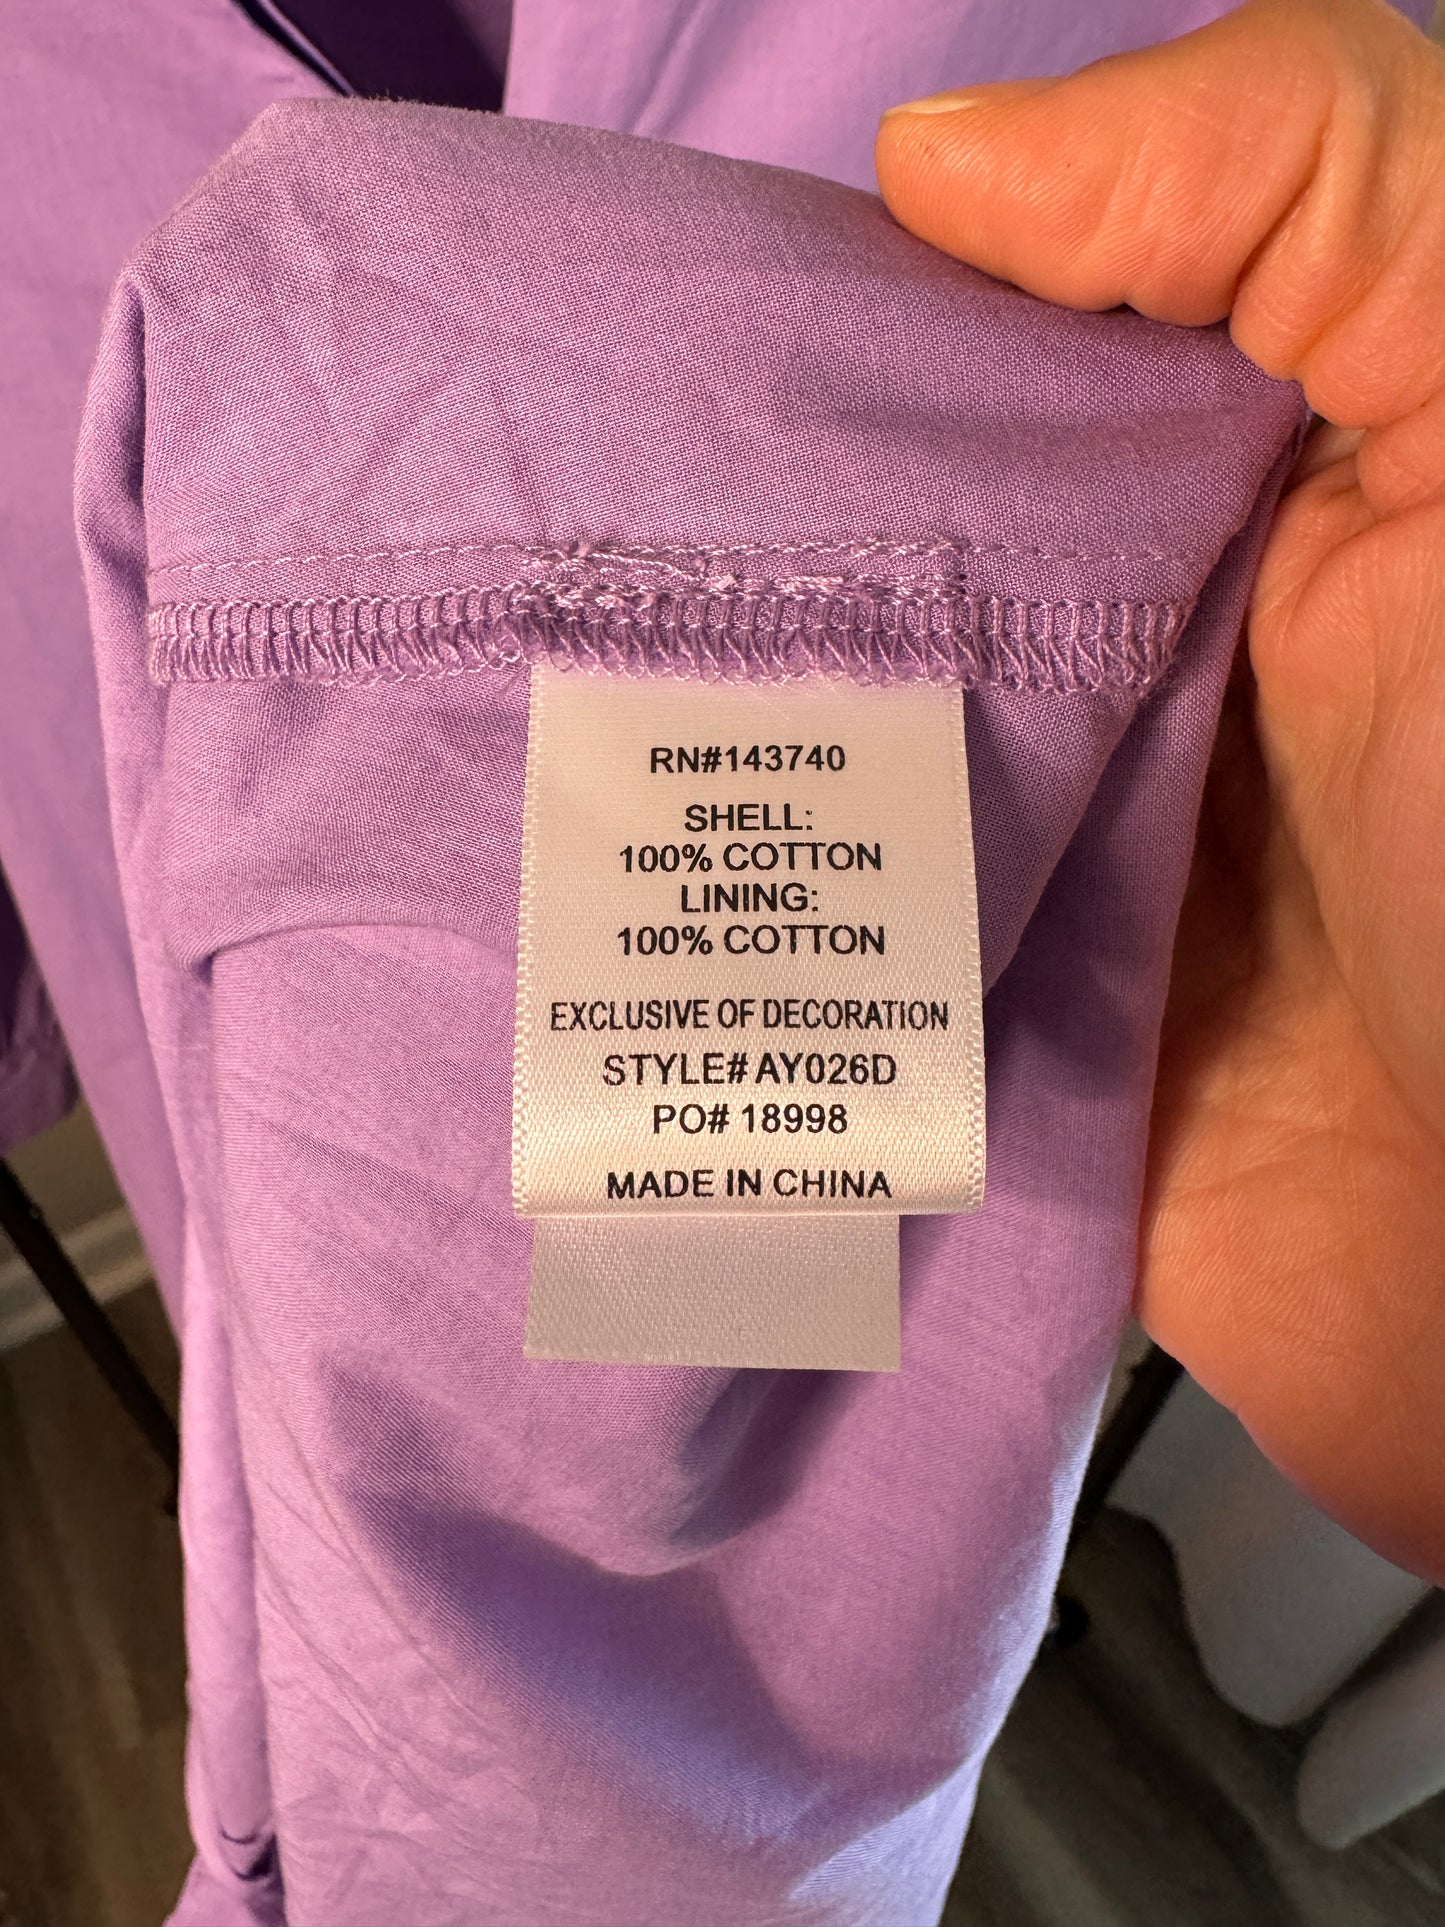 RN#143740
SHELL:
100% COTTON
LINING:
100% COTTON
EXCLUSIVE OF DECORATION
STYLE# AY026D
PO# 18998
MADE IN CHINA